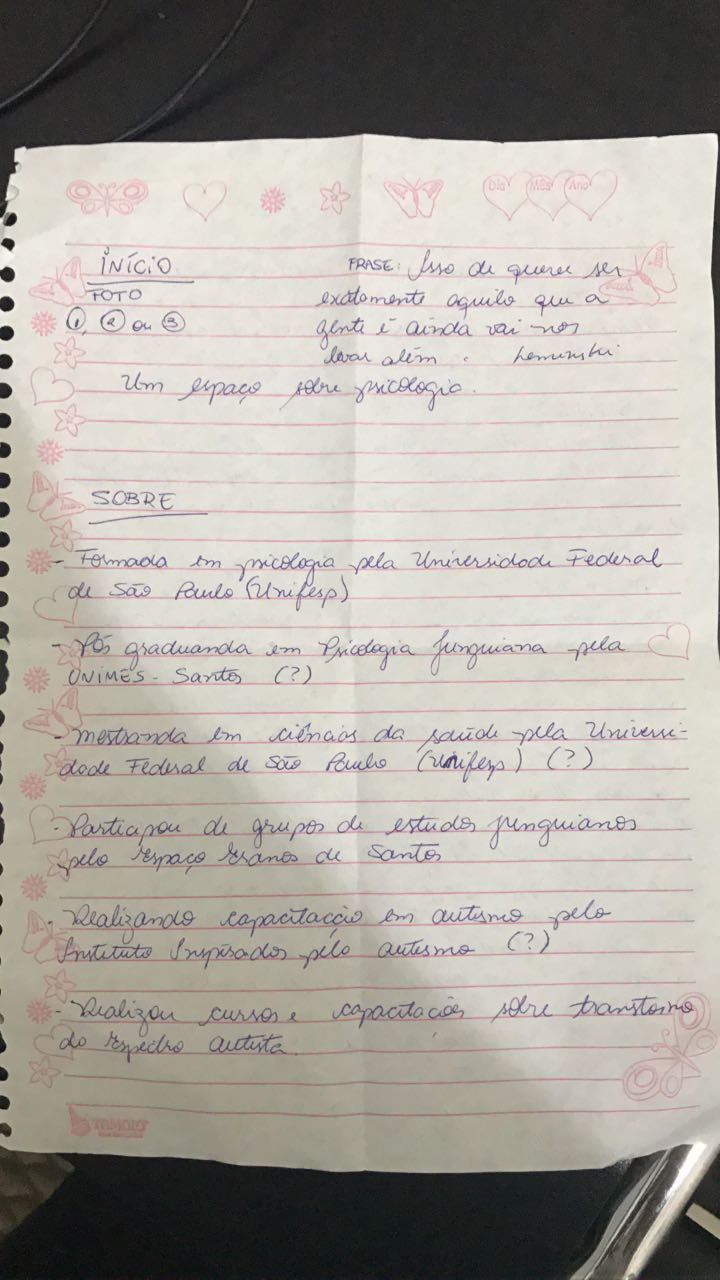 Dia Mês Ano
INÍCIO
FOTO
1, 2 ou 3
FRASE: Isso de querer ser
exatamente aquilo que a
gente é ainda vai nos
levar além. Leminski
Um espaço sobre psicologia.
SOBRE
- Formada em psicologia pela Universidade Federal
de São Paulo (Unifesp)
- Pós graduanda em Psicologia Junguiana pela
UNIMES - Santos (?)
- Mestranda em ciências da saúde pela Universi-
dade Federal de São Paulo (Unifesp) (?)
- Participou de grupos de estudos junguianos
pelo Espaço Eranos de Santos
- Realizando capacitação em autismo pelo
Instituto Inspirados pelo autismo (?)
- Realizou cursos e capacitações sobre transtorno
do Espectro autista.